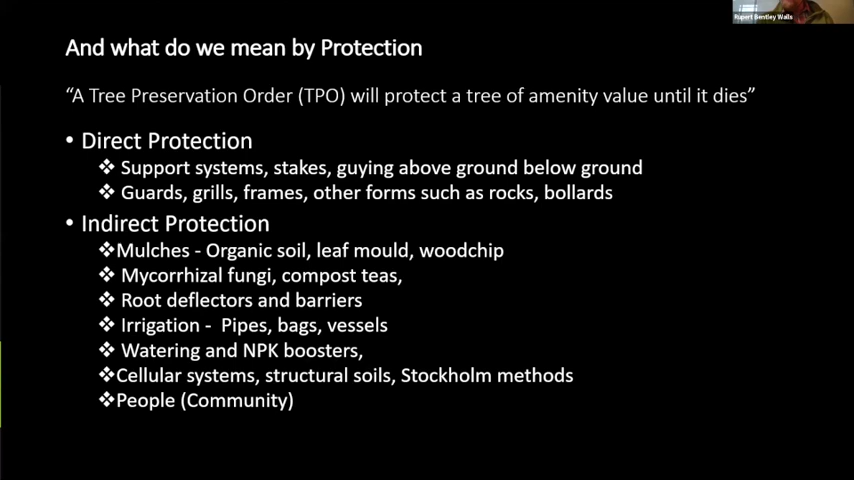 Rupert Bentley Walls
And what do we mean by Protection
“A Tree Preservation Order (TPO) will protect a tree of amenity value until it dies”
• Direct Protection
❖ Support systems, stakes, guying above ground below ground
❖ Guards, grills, frames, other forms such as rocks, bollards
• Indirect Protection
❖Mulches - Organic soil, leaf mould, woodchip
❖ Mycorrhizal fungi, compost teas,
❖ Root deflectors and barriers
❖ Irrigation - Pipes, bags, vessels
❖ Watering and NPK boosters,
❖Cellular systems, structural soils, Stockholm methods
❖People (Community)